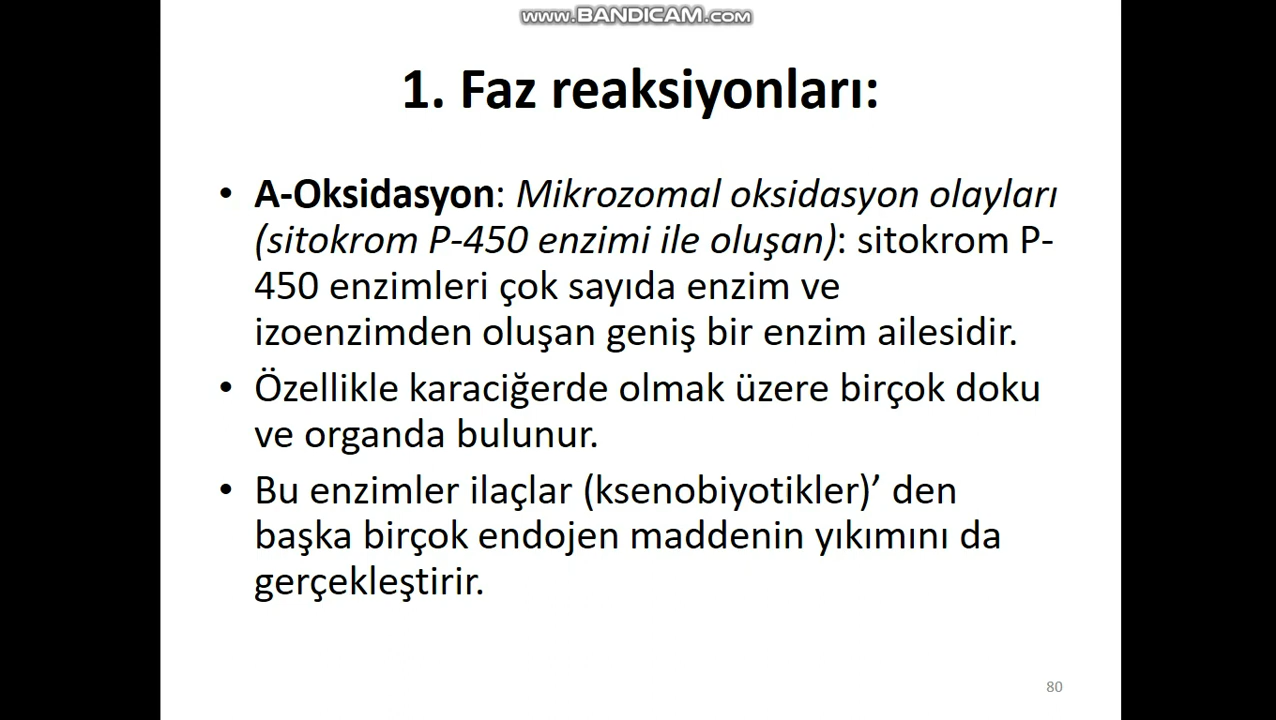 www.BANDICAM.com
1. Faz reaksiyonları:
• A-Oksidasyon: Mikrozomal oksidasyon olayları
(sitokrom P-450 enzimi ile oluşan): sitokrom P-
450 enzimleri çok sayıda enzim ve
izoenzimden oluşan geniş bir enzim ailesidir.
• Özellikle karaciğerde olmak üzere birçok doku
ve organda bulunur.
• Bu enzimler ilaçlar (ksenobiyotikler)’ den
başka birçok endojen maddenin yıkımını da
gerçekleştirir.
80